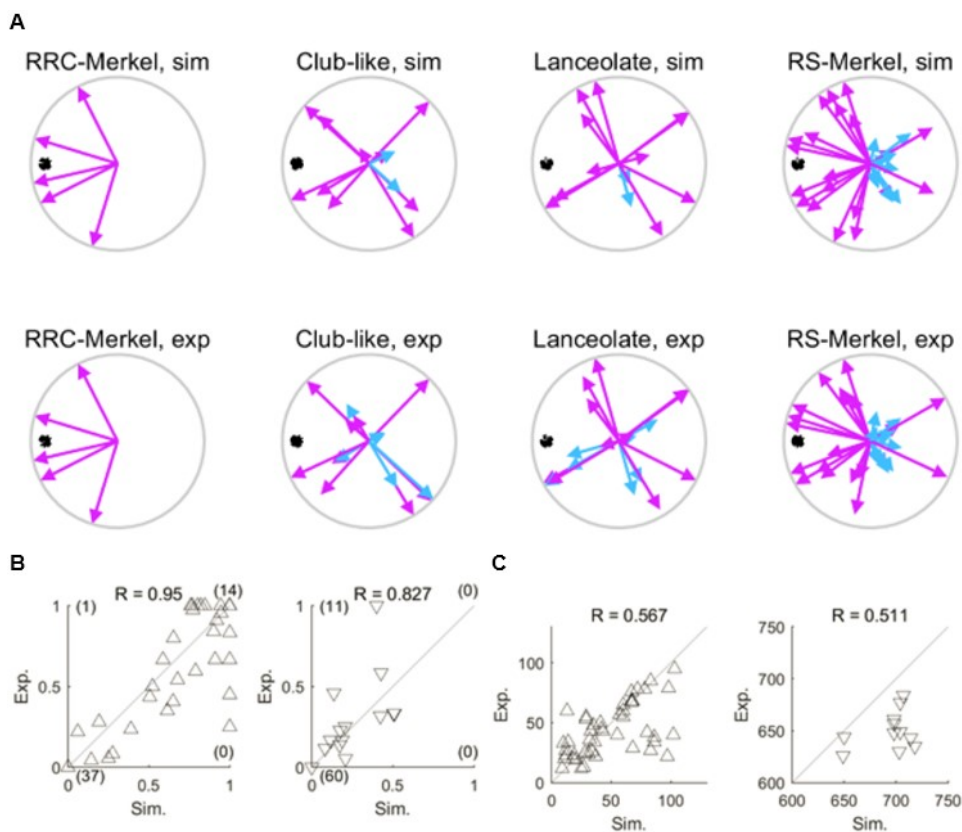 A
RRC-Merkel, sim
Club-like, sim
Lanceolate, sim
RS-Merkel, sim
RRC-Merkel, exp
Club-like, exp
Lanceolate, exp
RS-Merkel, exp
B
R = 0.95
(1)
(14)
1
0.5
0
Exp.
(37)
(0)
0
0.5
1
Sim.
R = 0.827
(11)
(0)
1
0.5
0
Exp.
(60)
(0)
0
0.5
1
Sim.
C
R = 0.567
100
50
0
Exp.
0
50
100
Sim.
R = 0.511
750
700
650
600
Exp.
600
650
700
750
Sim.